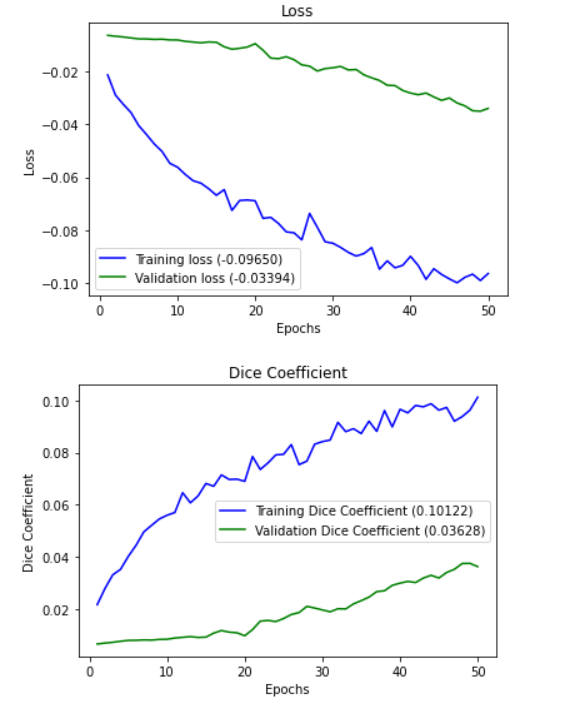 Loss
−0.02
−0.04
−0.06
−0.08
−0.10
Loss
Training loss (-0.09650)
Validation loss (-0.03394)
0 10 20 30 40 50
Epochs
Dice Coefficient
0.10
0.08
0.06
0.04
0.02
Dice Coefficient
Training Dice Coefficient (0.10122)
Validation Dice Coefficient (0.03628)
0 10 20 30 40 50
Epochs